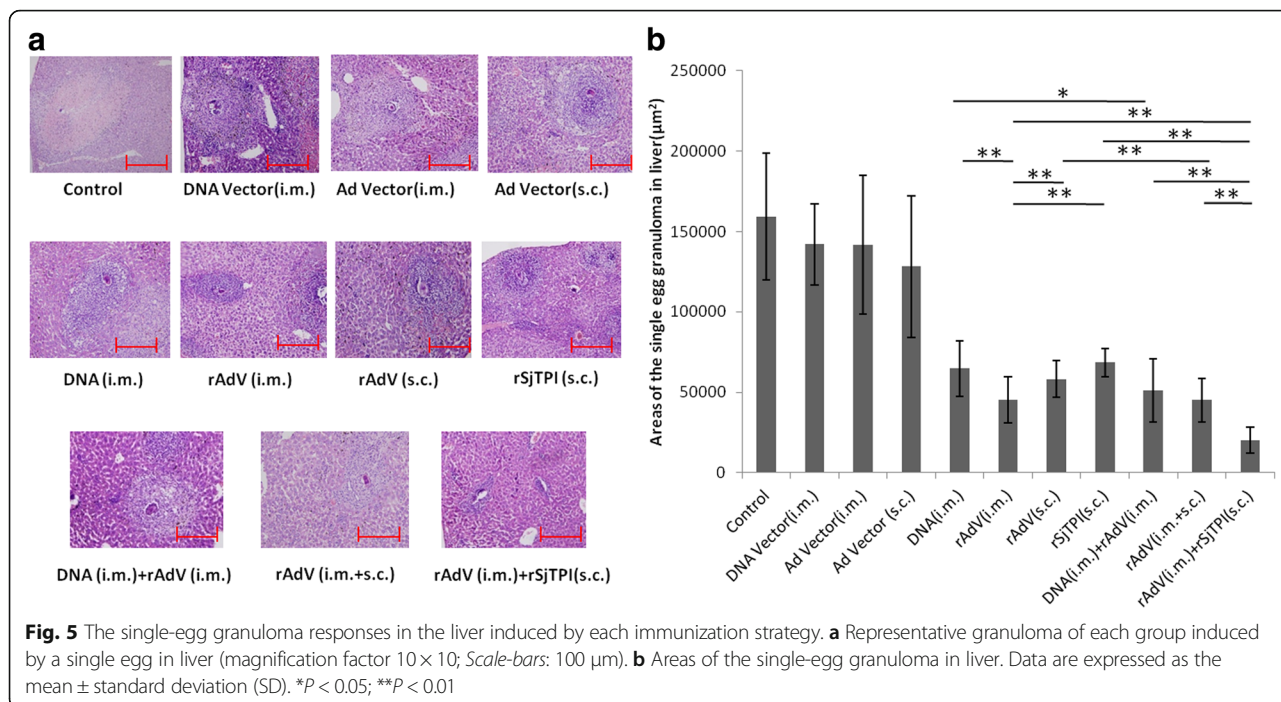 a
Control
DNA Vector(i.m.)
Ad Vector(i.m.)
Ad Vector(s.c.)
DNA (i.m.)
rAdV (i.m.)
rAdV (s.c.)
rSjTPI (s.c.)
DNA (i.m.)+rAdV (i.m.)
rAdV (i.m.+s.c.)
rAdV (i.m.)+rSjTPI(s.c.)
b
Areas of the single egg granuloma in liver(μm²)
250000
200000
150000
100000
50000
0
*
**
**
**
**
**
**
**
**
Control
DNA Vector(i.m.)
Ad Vector(i.m.)
Ad Vector (s.c.)
DNA(i.m.)
rAdV(i.m.)
rAdV(s.c.)
rSjTPI(s.c.)
DNA(i.m.)+rAdV(i.m.)
rAdV(i.m.+s.c.)
rAdV(i.m.)+rSjTPI(s.c.)
Fig. 5 The single-egg granuloma responses in the liver induced by each immunization strategy. a Representative granuloma of each group induced
by a single egg in liver (magnification factor 10 × 10; Scale-bars: 100 μm). b Areas of the single-egg granuloma in liver. Data are expressed as the
mean ± standard deviation (SD). *P < 0.05; **P < 0.01